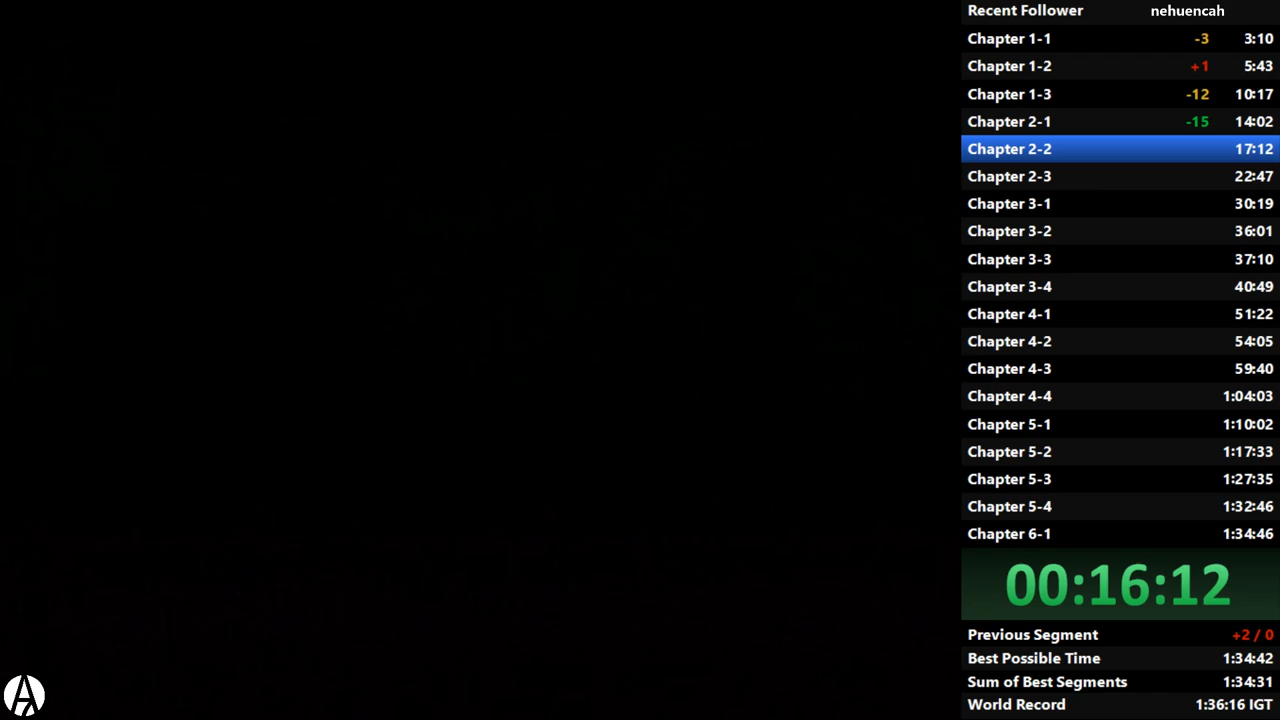 Recent Follower nehuencah
Chapter 1-1 -3 3:10
Chapter 1-2 +1 5:43
Chapter 1-3 -12 10:17
Chapter 2-1 -15 14:02
Chapter 2-2 17:12
Chapter 2-3 22:47
Chapter 3-1 30:19
Chapter 3-2 36:01
Chapter 3-3 37:10
Chapter 3-4 40:49
Chapter 4-1 51:22
Chapter 4-2 54:05
Chapter 4-3 59:40
Chapter 4-4 1:04:03
Chapter 5-1 1:10:02
Chapter 5-2 1:17:33
Chapter 5-3 1:27:35
Chapter 5-4 1:32:46
Chapter 6-1 1:34:46
00:16:12
Previous Segment +2 / 0
Best Possible Time 1:34:42
Sum of Best Segments 1:34:31
World Record 1:36:16 IGT